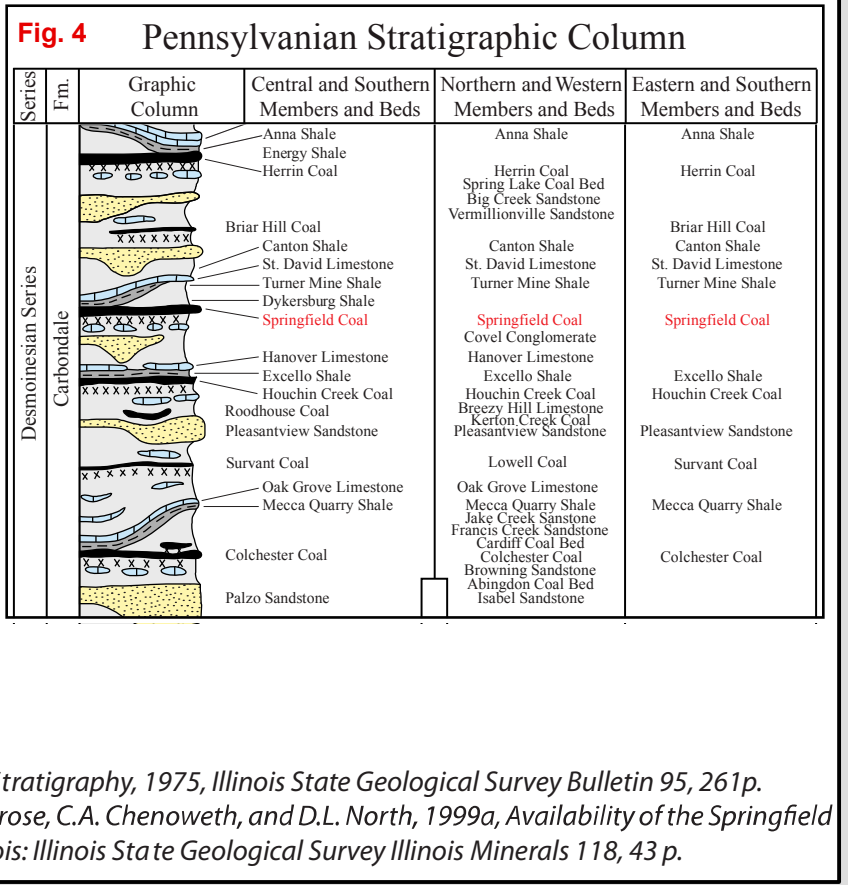 Fig. 4
Pennsylvanian Stratigraphic Column
Series
Fm.
Graphic
Column
Central and Southern
Members and Beds
Northern and Western
Members and Beds
Eastern and Southern
Members and Beds
Desmoinesian Series
Carbondale
Anna Shale
Energy Shale
Herrin Coal
Briar Hill Coal
Canton Shale
St. David Limestone
Turner Mine Shale
Dykersburg Shale
Springfield Coal
Hanover Limestone
Excello Shale
Houchin Creek Coal
Roodhouse Coal
Pleasantview Sandstone
Survant Coal
Oak Grove Limestone
Mecca Quarry Shale
Colchester Coal
Palzo Sandstone
Anna Shale
Herrin Coal
Spring Lake Coal Bed
Big Creek Sandstone
Vermillionville Sandstone
Canton Shale
St. David Limestone
Turner Mine Shale
Springfield Coal
Covel Conglomerate
Hanover Limestone
Excello Shale
Houchin Creek Coal
Breezy Hill Limestone
Kerton Creek Coal
Pleasantview Sandstone
Lowell Coal
Oak Grove Limestone
Mecca Quarry Shale
Jake Creek Sanstone
Francis Creek Sandstone
Cardiff Coal Bed
Colchester Coal
Browning Sandstone
Abingdon Coal Bed
Isabel Sandstone
Anna Shale
Herrin Coal
Briar Hill Coal
Canton Shale
St. David Limestone
Turner Mine Shale
Springfield Coal
Excello Shale
Houchin Creek Coal
Pleasantview Sandstone
Survant Coal
Mecca Quarry Shale
Colchester Coal
tratigraphy, 1975, Illinois State Geological Survey Bulletin 95, 261p.
rose, C.A. Chenoweth, and D.L. North, 1999a, Availability of the Springfield
ois: Illinois State Geological Survey Illinois Minerals 118, 43 p.